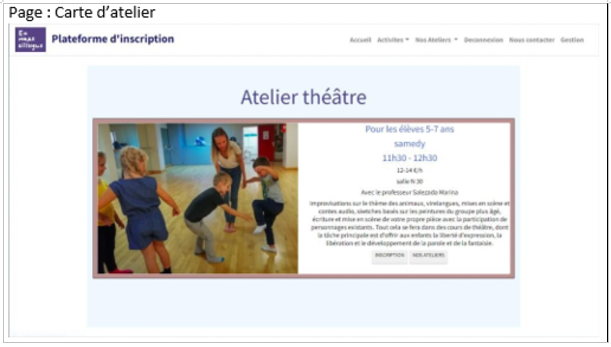 Page : Carte d’atelier
Plateforme d'inscription
Accueil Activites Nos Ateliers Deconnexion Nous contacter Gestion
Atelier théâtre
Pour les élèves 5-7 ans
samedy
11h30 - 12h30
12-14 €/h
salle N 30
Avec le professeur Salezada Marina
Improvisations sur le thème des animaux, virelangues, mises en scène et
contes audio, sketches basés sur les peintures du groupe plus âgé,
écriture et mise en scène de votre propre pièce avec la participation de
personnages existants. Tout cela se fera dans des cours de théâtre, dont
la tâche principale est d'offrir aux enfants la liberté d'expression, la
libération et le développement de la parole et de la fantaisie.
INSCRIPTION NOS ATELIERS